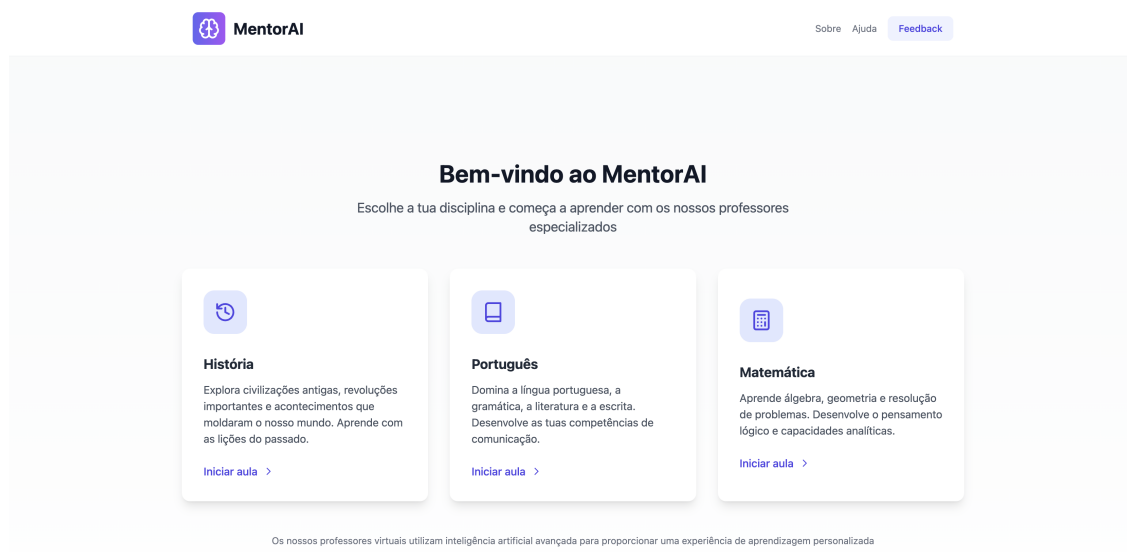 MentorAI
Sobre
Ajuda
Feedback
Bem-vindo ao MentorAI
Escolhe a tua disciplina e começa a aprender com os nossos professores
especializados
História
Explora civilizações antigas, revoluções
importantes e acontecimentos que
moldaram o nosso mundo. Aprende com
as lições do passado.
Iniciar aula
Português
Domina a língua portuguesa, a
gramática, a literatura e a escrita.
Desenvolve as tuas competências de
comunicação.
Iniciar aula
Matemática
Aprende álgebra, geometria e resolução
de problemas. Desenvolve o pensamento
lógico e capacidades analíticas.
Iniciar aula
Os nossos professores virtuais utilizam inteligência artificial avançada para proporcionar uma experiência de aprendizagem personalizada